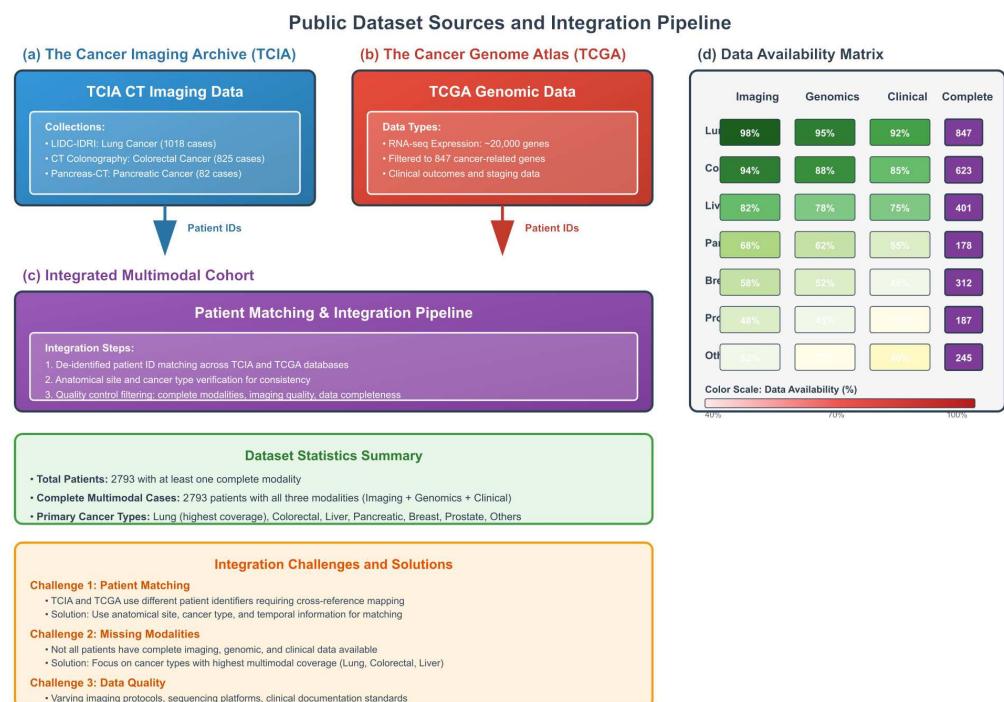 Public Dataset Sources and Integration Pipeline
(a) The Cancer Imaging Archive (TCIA)
TCIA CT Imaging Data
Collections:
• LIDC-IDRI: Lung Cancer (1018 cases)
• CT Colonography: Colorectal Cancer (825 cases)
• Pancreas-CT: Pancreatic Cancer (82 cases)
Patient IDs
(b) The Cancer Genome Atlas (TCGA)
TCGA Genomic Data
Data Types:
• RNA-seq Expression: ~20,000 genes
• Filtered to 847 cancer-related genes
• Clinical outcomes and staging data
Patient IDs
(c) Integrated Multimodal Cohort
Patient Matching & Integration Pipeline
Integration Steps:
1. De-identified patient ID matching across TCIA and TCGA databases
2. Anatomical site and cancer type verification for consistency
3. Quality control filtering: complete modalities, imaging quality, data completeness
(d) Data Availability Matrix
Imaging Genomics Clinical Complete
Lu 98% 95% 92% 847
Co 94% 88% 85% 623
Liv 82% 78% 75% 401
Pa 68% 62% 55% 178
Bre 58% 52% 312
Pro 48% 187
Oth 245
Color Scale: Data Availability (%)
40% 70% 100%
Dataset Statistics Summary
• Total Patients: 2793 with at least one complete modality
• Complete Multimodal Cases: 2793 patients with all three modalities (Imaging + Genomics + Clinical)
• Primary Cancer Types: Lung (highest coverage), Colorectal, Liver, Pancreatic, Breast, Prostate, Others
Integration Challenges and Solutions
Challenge 1: Patient Matching
• TCIA and TCGA use different patient identifiers requiring cross-reference mapping
• Solution: Use anatomical site, cancer type, and temporal information for matching
Challenge 2: Missing Modalities
• Not all patients have complete imaging, genomic, and clinical data available
• Solution: Focus on cancer types with highest multimodal coverage (Lung, Colorectal, Liver)
Challenge 3: Data Quality
• Varying imaging protocols, sequencing platforms, clinical documentation standards